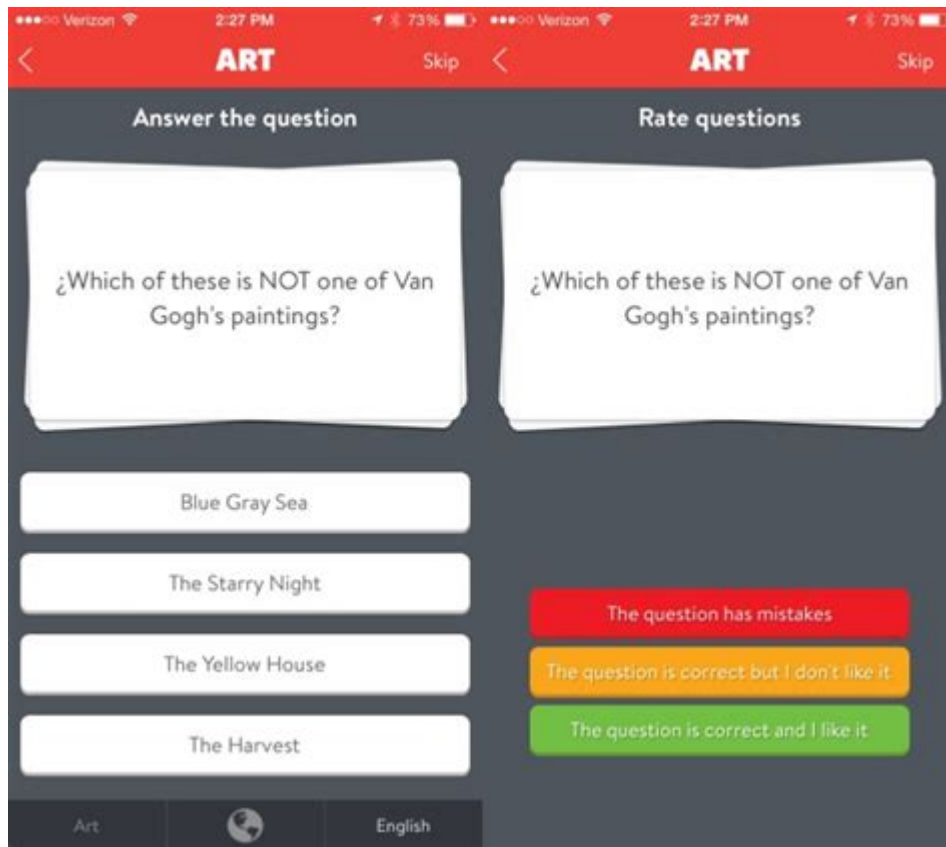 Verizon 2:27 PM 73%
ART
Skip
Answer the question
¿Which of these is NOT one of Van
Gogh's paintings?
Blue Gray Sea
The Starry Night
The Yellow House
The Harvest
Art
English
Verizon 2:27 PM 73%
ART
Skip
Rate questions
¿Which of these is NOT one of Van
Gogh's paintings?
The question has mistakes
The question is correct but I don't like it
The question is correct and I like it